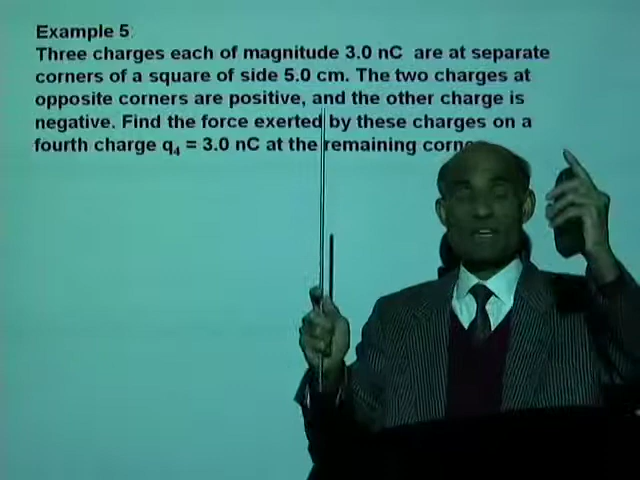 Example 5:
Three charges each of magnitude 3.0 nC are at separate
corners of a square of side 5.0 cm. The two charges at
opposite corners are positive, and the other charge is
negative. Find the force exerted by these charges on a
fourth charge q₄ = 3.0 nC at the remaining